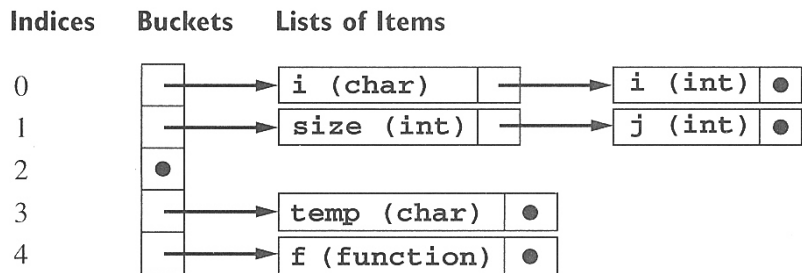 Indices Buckets Lists of Items
0 i (char) i (int)
1 size (int) j (int)
2
3 temp (char)
4 f (function)